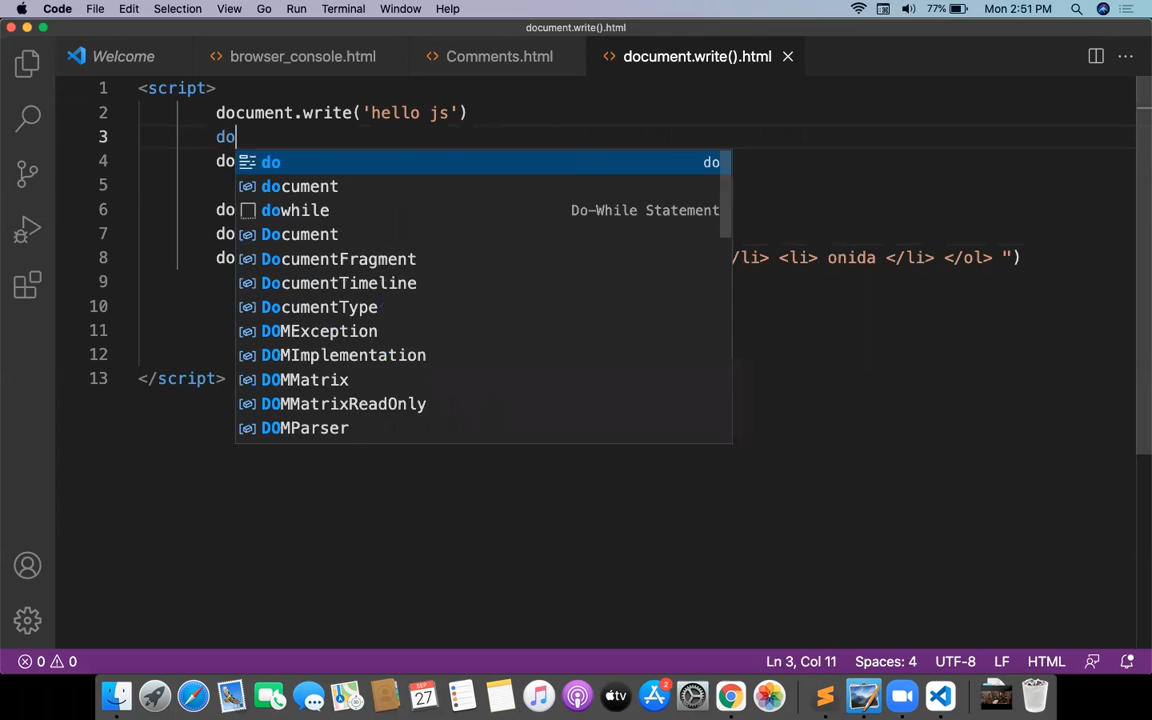 Code File Edit Selection View Go Run Terminal Window Help 77% Mon 2:51 PM
document.write().html
Welcome browser_console.html Comments.html document.write().html
1 <script>
2 document.write('hello js')
3 do
do do
4 do
document
5
dowhile Do-While Statement
6 do
Document
7 do
DocumentFragment
8 do /li> <li> onida </li> </ol> ")
DocumentTimeline
9
DocumentType
10
DOMException
11
DOMImplementation
12
DOMMatrix
13 </script>
DOMMatrixReadOnly
DOMParser
0 0 Ln 3, Col 11 Spaces: 4 UTF-8 LF HTML
SEP
27
tv
2